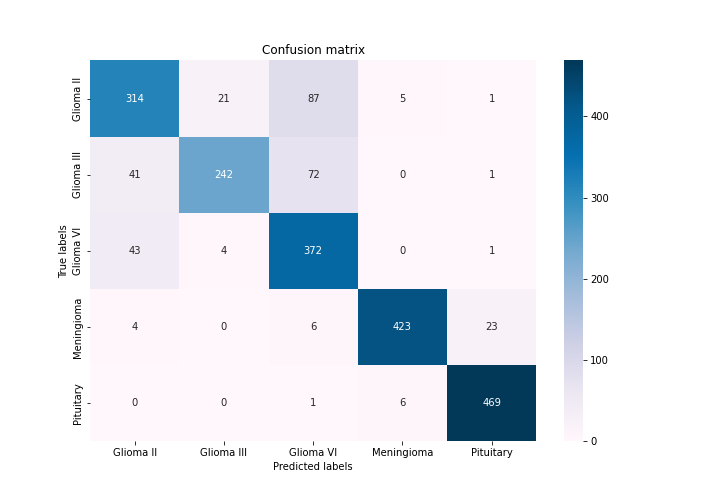 Confusion matrix
Glioma II
314 21 87 5 1
Glioma III
41 242 72 0 1
Glioma VI
43 4 372 0 1
Meningioma
4 0 6 423 23
Pituitary
0 0 1 6 469
True labels
Glioma II Glioma III Glioma VI Meningioma Pituitary
Predicted labels
400
300
200
100
0